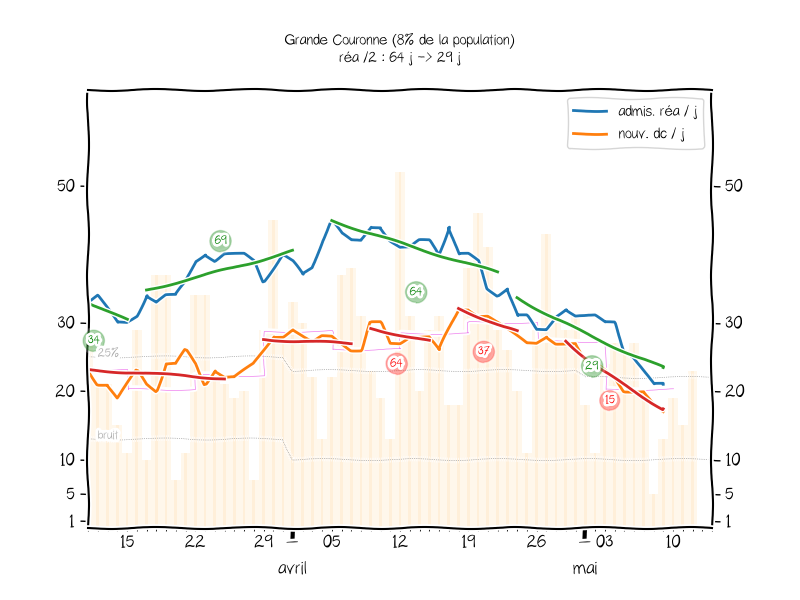 Grande Couronne (8% de la population)
réa /2 : 64 j -> 29 j
admis. réa / j
nouv. dc / j
50
50
69
64
30
30
34
25%
64
37
29
15
20
20
bruit
10
10
5
5
1
1
15 22 29 05 12 19 26 03 10
avril mai